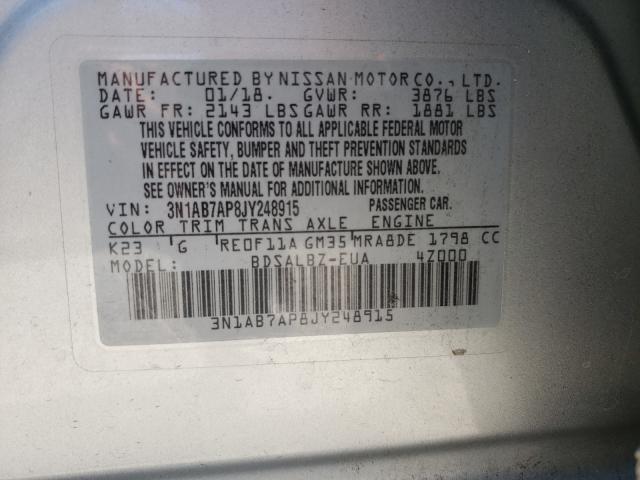 MANUFACTURED BY NISSAN MOTOR CO., LTD.
DATE: 01/18. GVWR: 3876 LBS
GAWR FR: 2143 LBS GAWR RR: 1881 LBS
THIS VEHICLE CONFORMS TO ALL APPLICABLE FEDERAL MOTOR
VEHICLE SAFETY, BUMPER AND THEFT PREVENTION STANDARDS
IN EFFECT ON THE DATE OF MANUFACTURE SHOWN ABOVE.
SEE OWNER'S MANUAL FOR ADDITIONAL INFORMATION.
VIN: 3N1AB7AP8JY248915 PASSENGER CAR.
COLOR TRIM TRANS AXLE ENGINE
K23 G RE0F11A GM35 MRA8DE 1798 CC
MODEL: BDSALBZ-EUA 4Z000
3N1AB7AP8JY248915